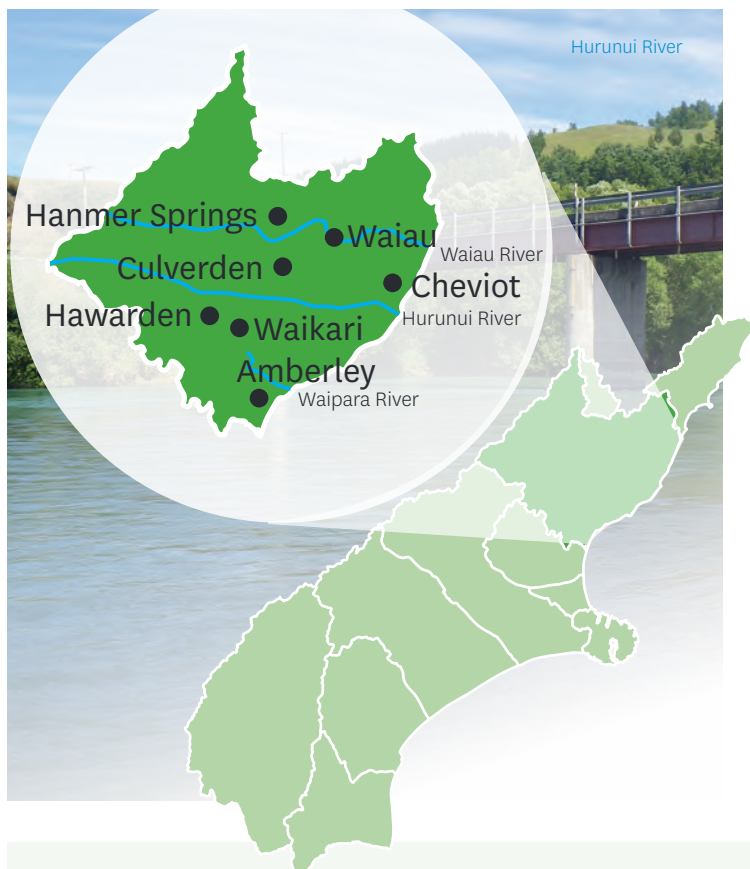 Hurunui River
Hanmer Springs
Waiau
Waiau River
Culverden
Cheviot
Hawarden
Hurunui River
Waikari
Amberley
Waipara River